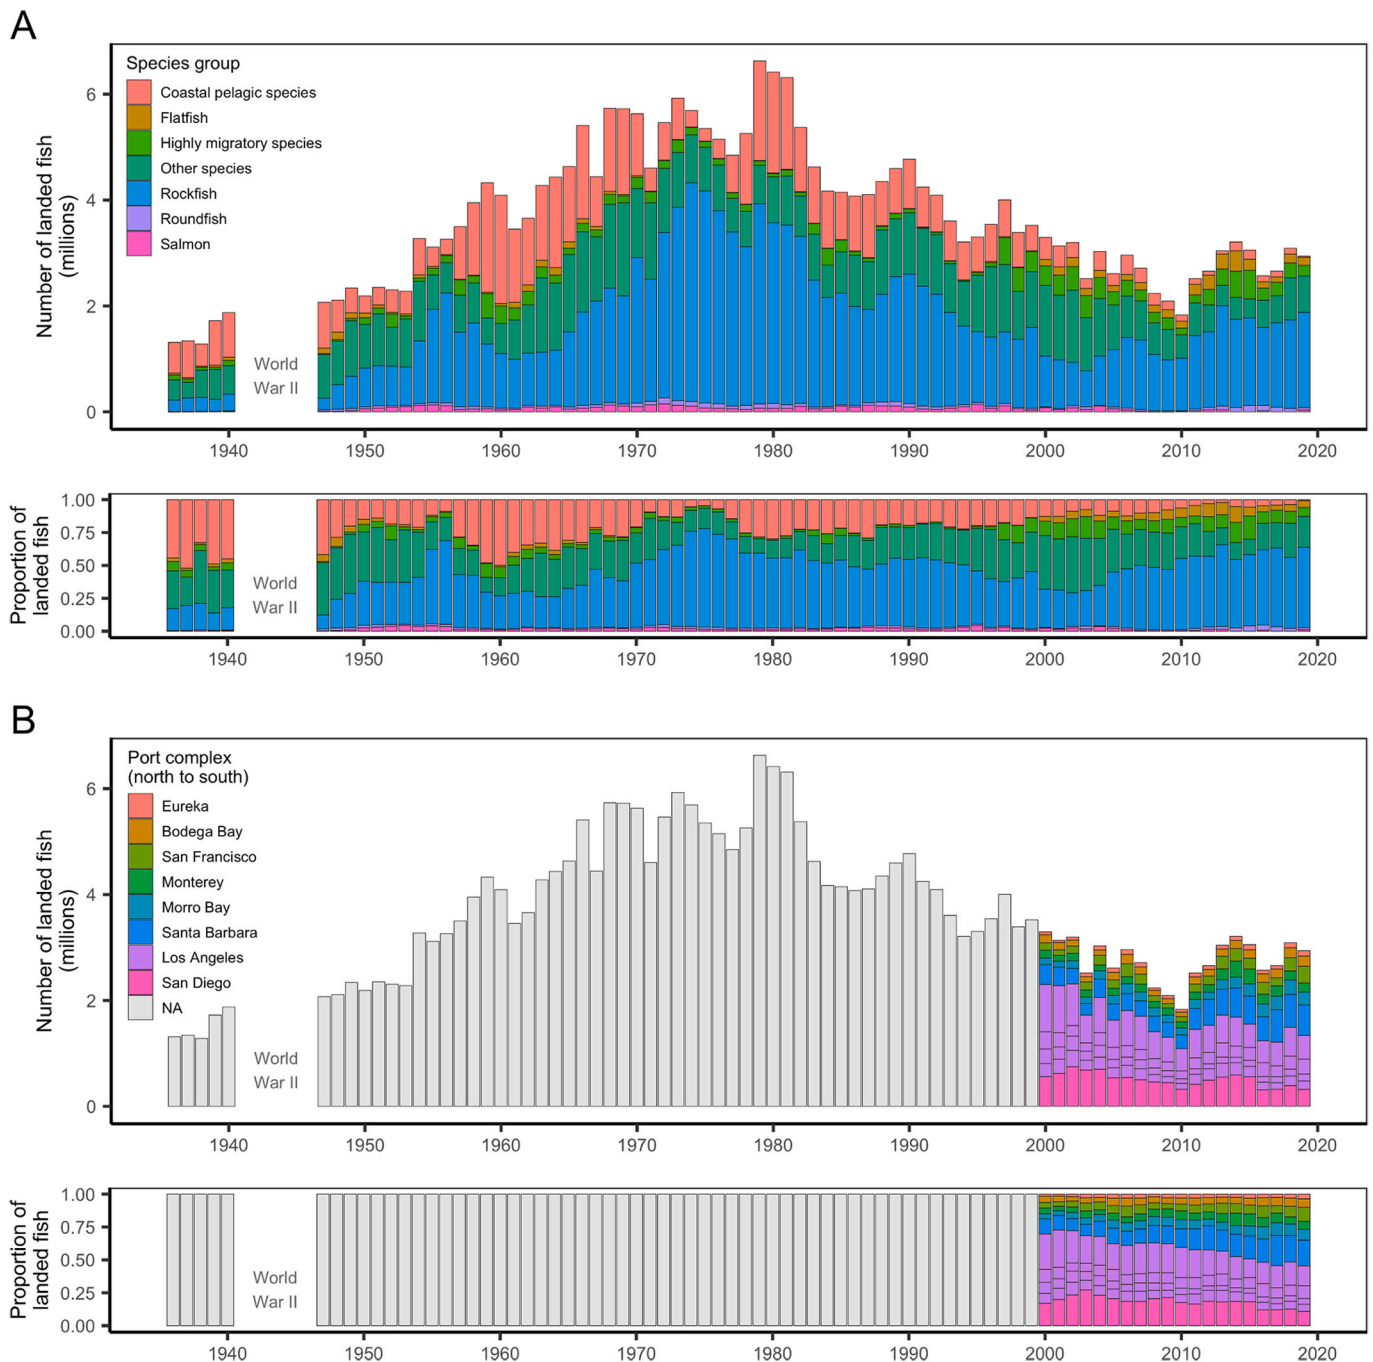 A
Species group
Coastal pelagic species
Flatfish
Highly migratory species
Other species
Rockfish
Roundfish
Salmon
Number of landed fish
(millions)
6
4
2
0
World
War II
1940 1950 1960 1970 1980 1990 2000 2010 2020
Proportion of
landed fish
1.00
0.75
0.50
0.25
0.00
World
War II
1940 1950 1960 1970 1980 1990 2000 2010 2020
B
Port complex
(north to south)
Eureka
Bodega Bay
San Francisco
Monterey
Morro Bay
Santa Barbara
Los Angeles
San Diego
NA
Number of landed fish
(millions)
6
4
2
0
World
War II
1940 1950 1960 1970 1980 1990 2000 2010 2020
Proportion of
landed fish
1.00
0.75
0.50
0.25
0.00
World
War II
1940 1950 1960 1970 1980 1990 2000 2010 2020